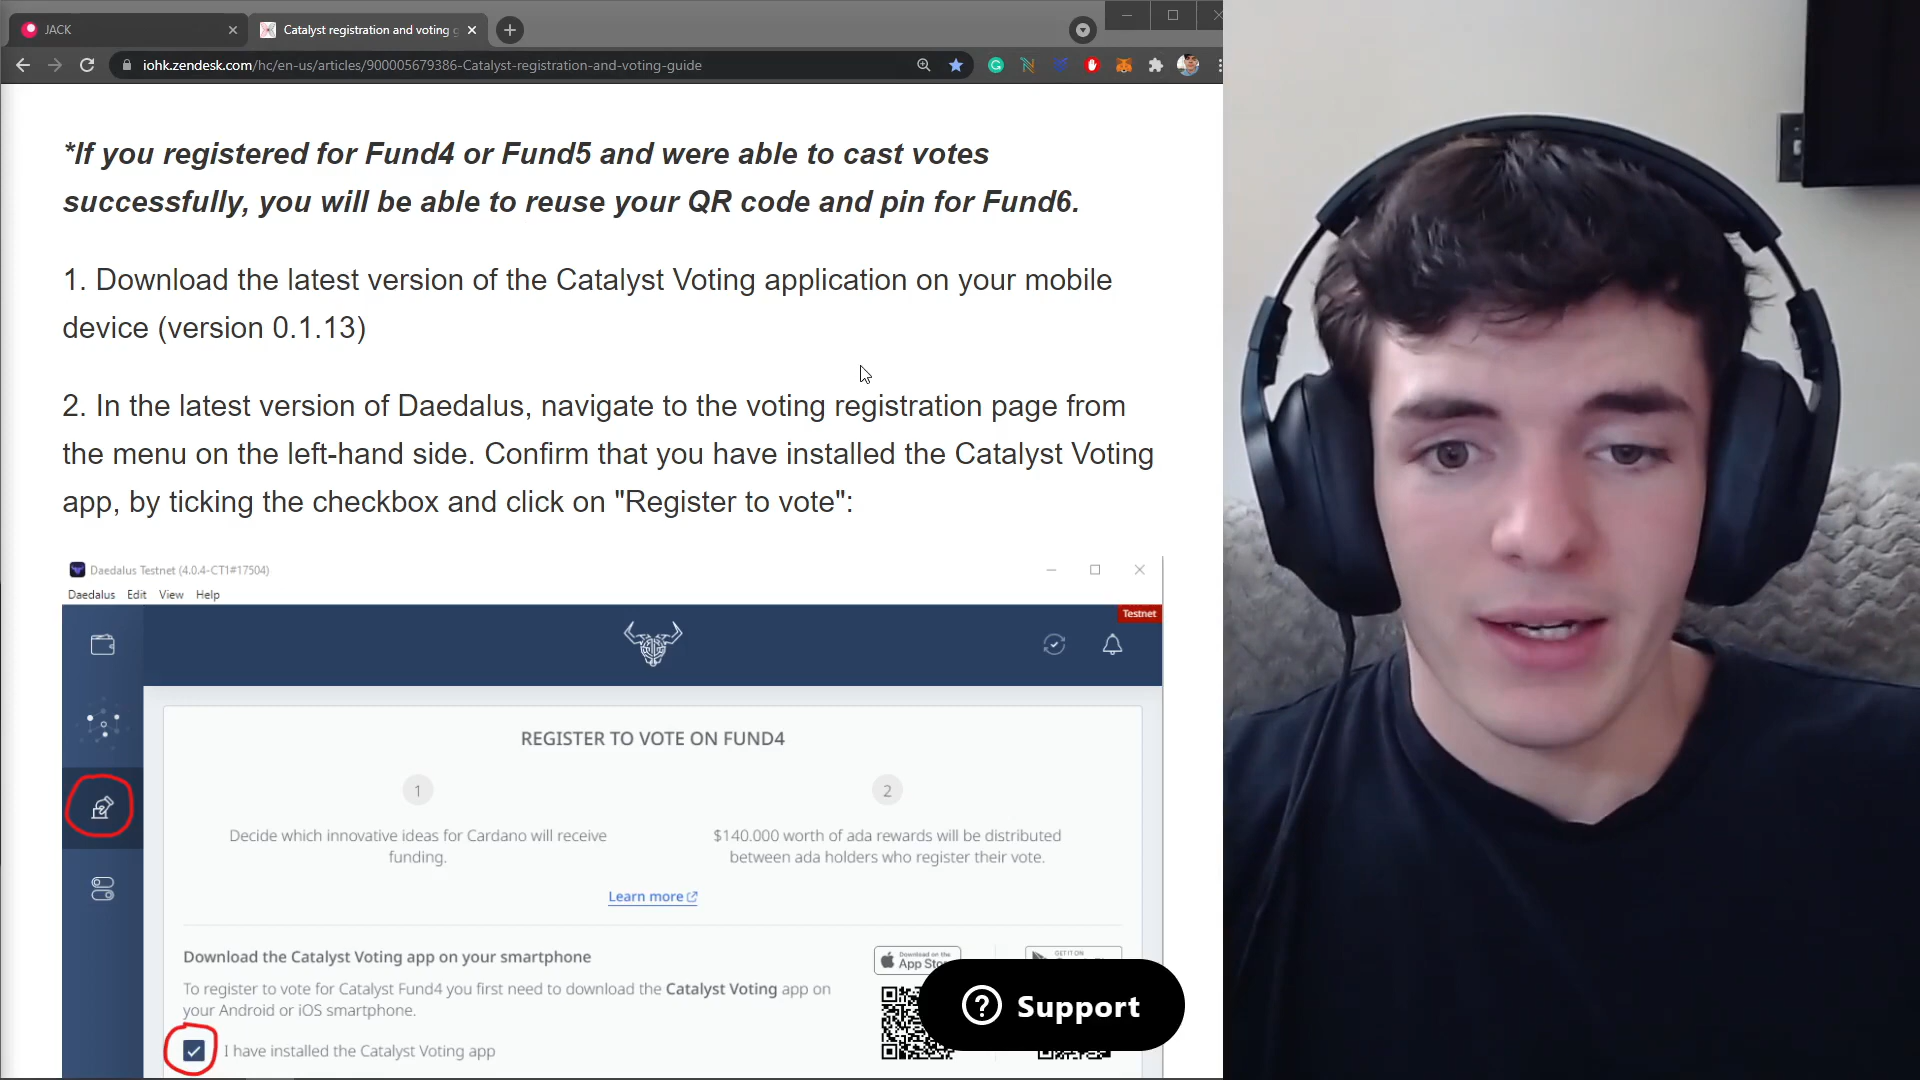 JACK
Catalyst registration and voting g
iohk.zendesk.com/hc/en-us/articles/900005679386-Catalyst-registration-and-voting-guide
*If you registered for Fund4 or Fund5 and were able to cast votes
successfully, you will be able to reuse your QR code and pin for Fund6.
1. Download the latest version of the Catalyst Voting application on your mobile
device (version 0.1.13)
2. In the latest version of Daedalus, navigate to the voting registration page from
the menu on the left-hand side. Confirm that you have installed the Catalyst Voting
app, by ticking the checkbox and click on "Register to vote":
Daedalus Testnet (4.0.4-CT1#17504)
Daedalus Edit View Help
Testnet
REGISTER TO VOTE ON FUND4
1
2
Decide which innovative ideas for Cardano will receive
funding.
$140.000 worth of ada rewards will be distributed
between ada holders who register their vote.
Learn more
Download the Catalyst Voting app on your smartphone
Download on the
App Sto
GET IT ON
To register to vote for Catalyst Fund4 you first need to download the Catalyst Voting app on
your Android or iOS smartphone.
I have installed the Catalyst Voting app
Support